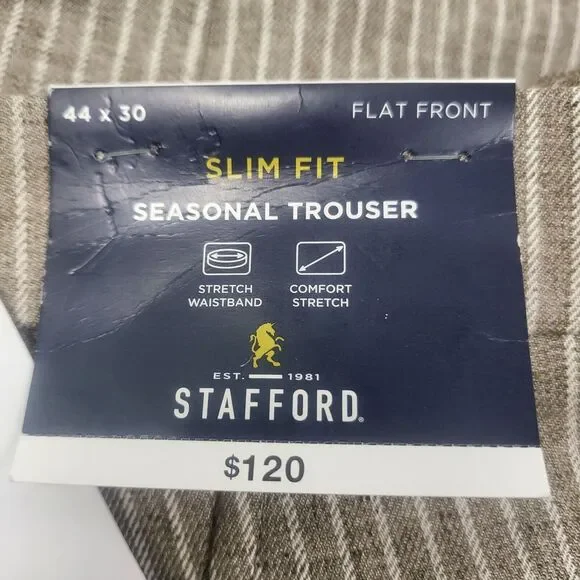 44 x 30 FLAT FRONT
SLIM FIT
SEASONAL TROUSER
STRETCH WAISTBAND
COMFORT STRETCH
EST. 1981
STAFFORD®
$120